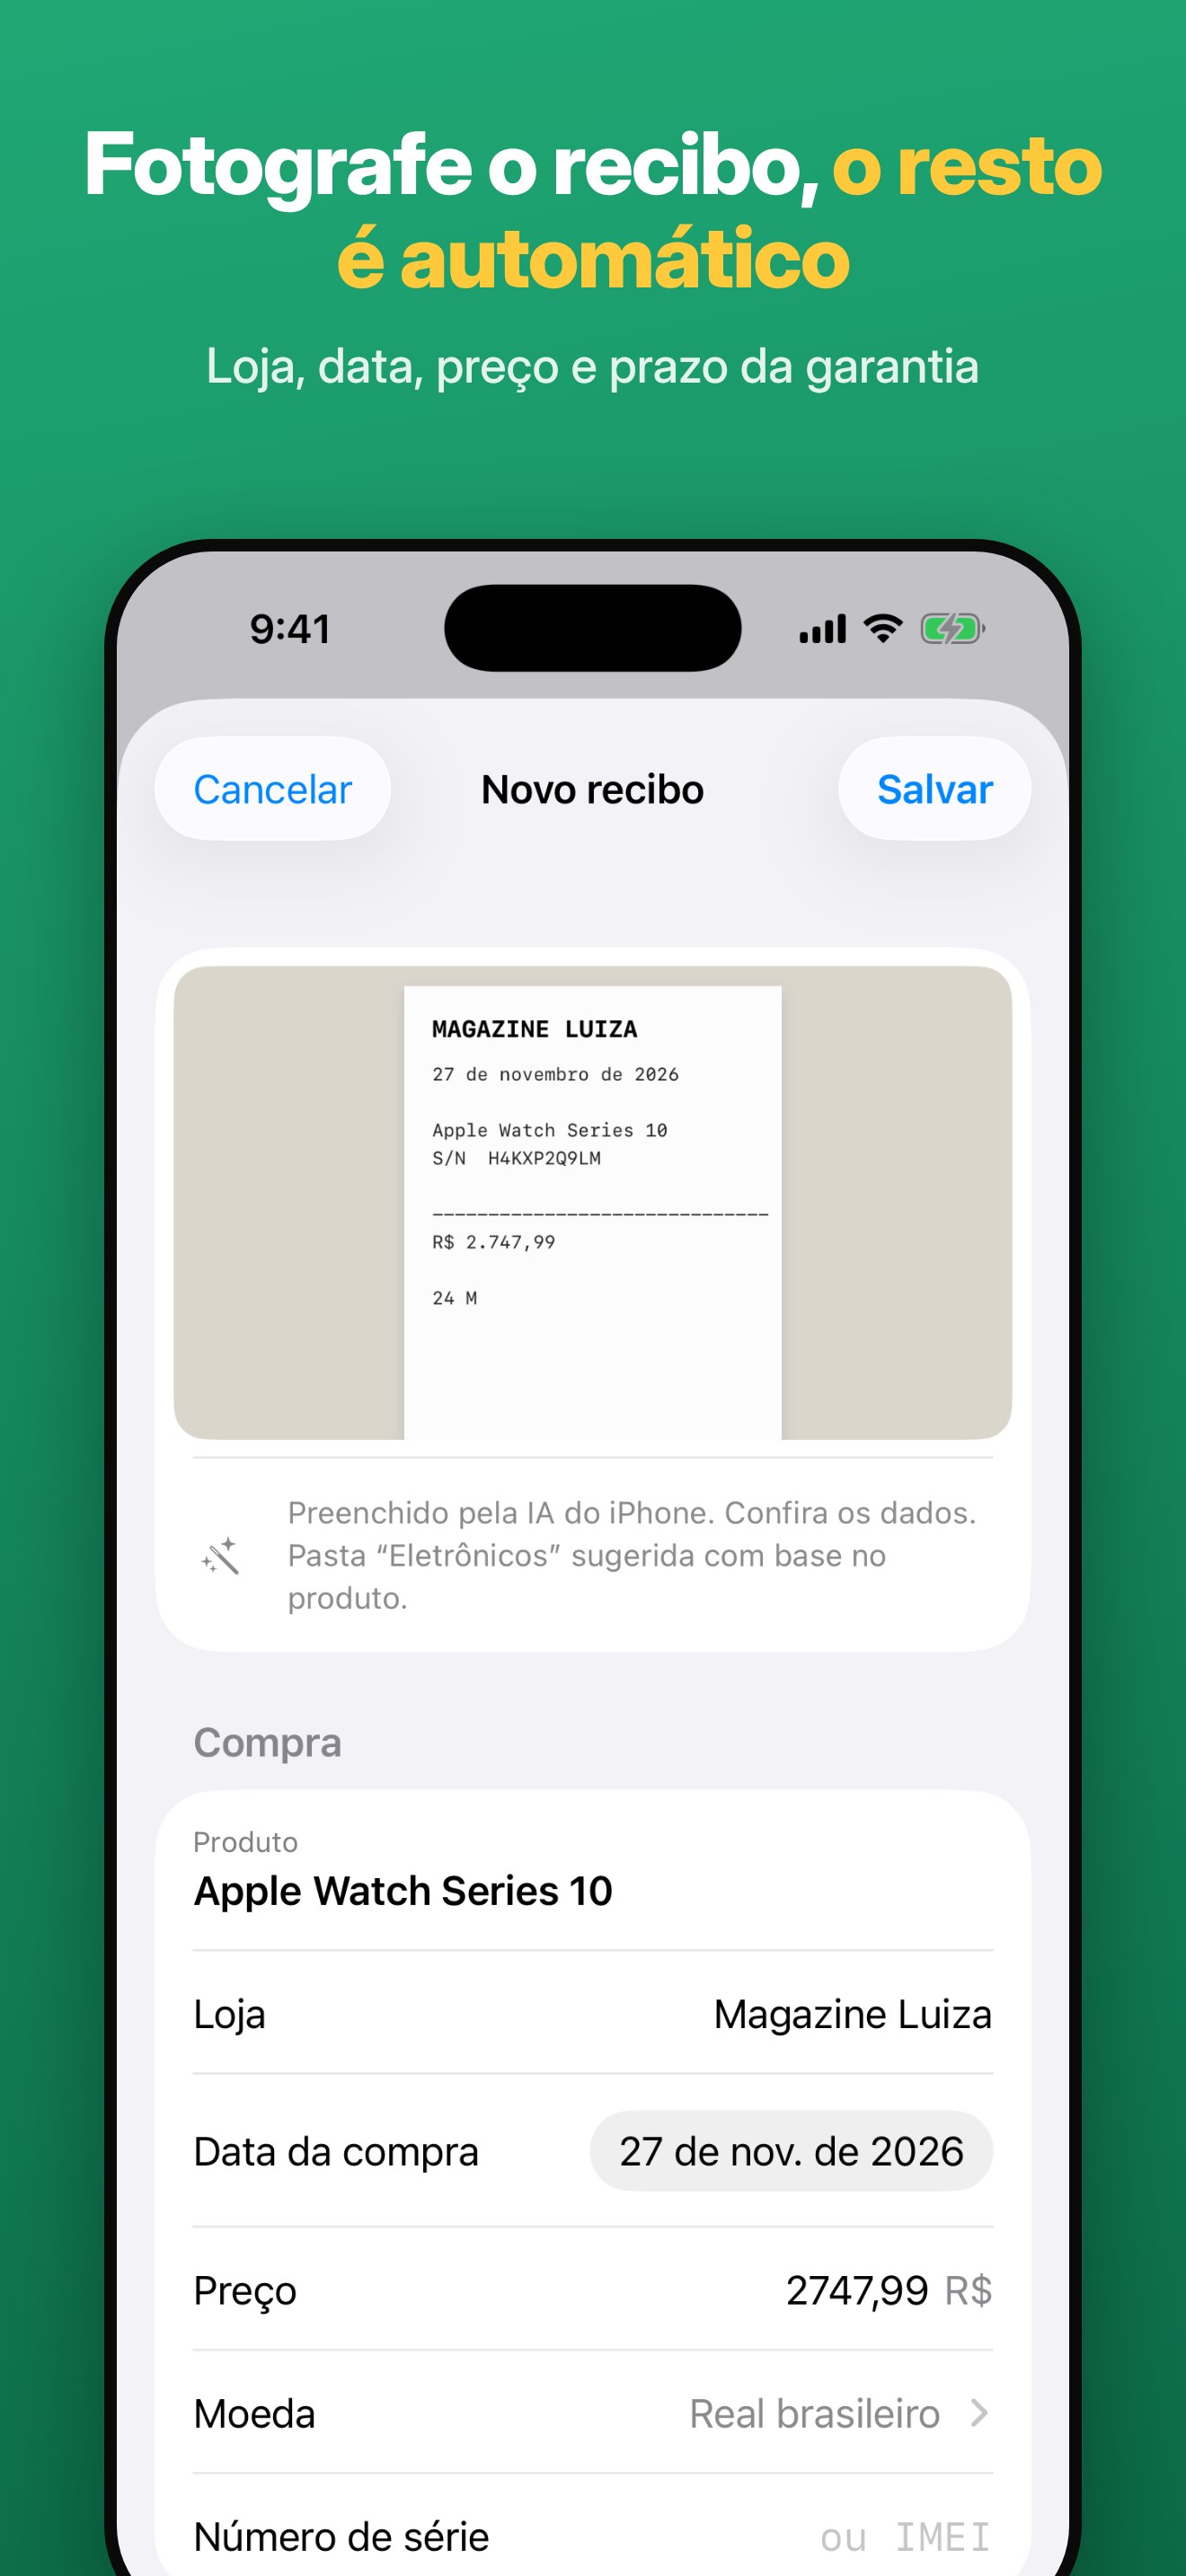 Fotografe o recibo, o resto
é automático
Loja, data, preço e prazo da garantia
9:41
Cancelar
Novo recibo
Salvar
MAGAZINE LUIZA
27 de novembro de 2026
Apple Watch Series 10
S/N H4KXP2Q9LM
------------------------------
R$ 2.747,99
24 M
Preenchido pela IA do iPhone. Confira os dados.
Pasta “Eletrônicos” sugerida com base no
produto.
Compra
Produto
Apple Watch Series 10
Loja Magazine Luiza
Data da compra 27 de nov. de 2026
Preço 2747,99 R$
Moeda Real brasileiro
Número de série ou IMEI